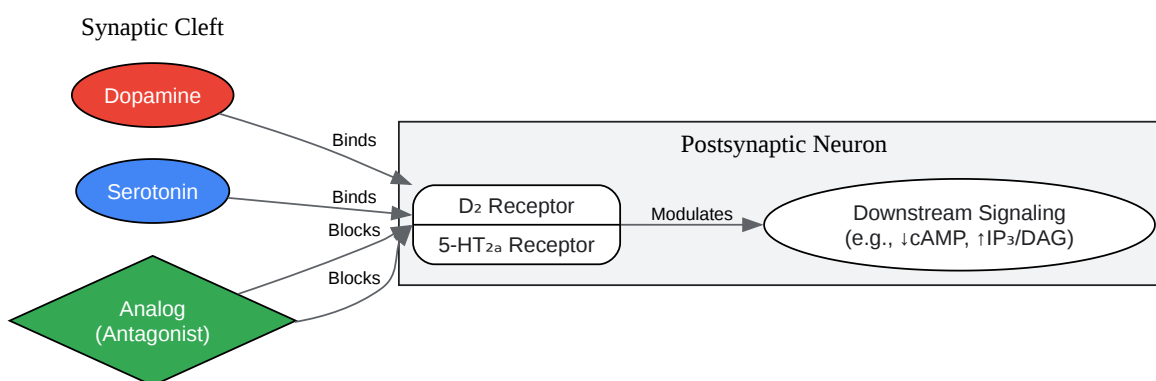 Synaptic Cleft
Dopamine
Binds
Postsynaptic Neuron
Serotonin
Binds
D₂ Receptor
Modulates
Downstream Signaling
(e.g., ↓cAMP, ↑IP₃/DAG)
Blocks
5-HT₂ₐ Receptor
Blocks
Analog
(Antagonist)